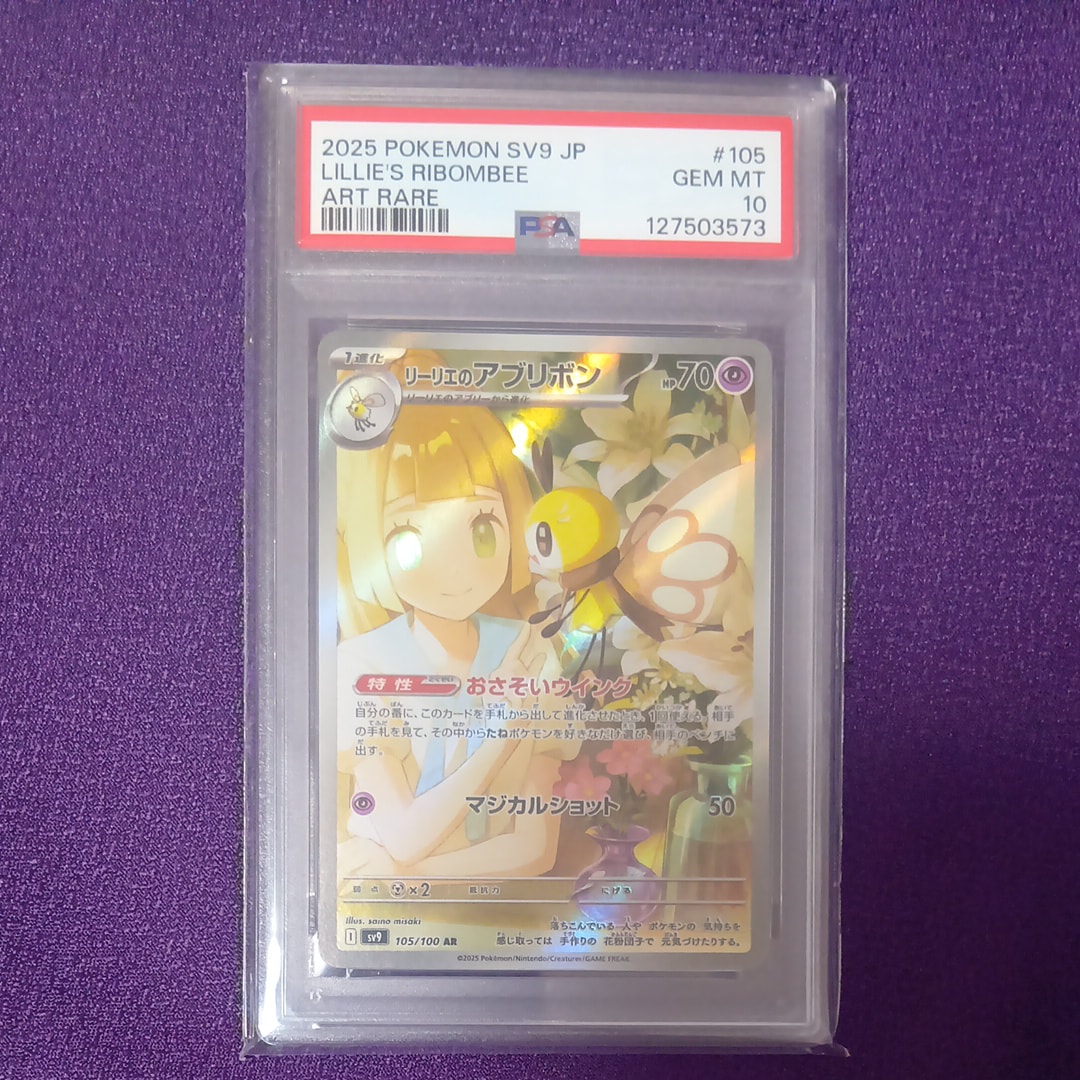 2025 POKEMON SV9 JP #105
LILLIE'S RIBOMBEE GEM MT
ART RARE 10
PSA 127503573
1進化
リーリエのアブリボン HP70
リーリエのアブリーから進化
特性 おさそいウインク
自分の番に、このカードを手札から出して進化させたとき、1回使える。相手
の手札を見て、その中からたねポケモンを好きなだけ選び、相手のベンチに
出す。
マジカルショット 50
弱点 ×2 抵抗力 にげる
Illus. saino misaki
落ちこんでいる 人や ポケモンの 気持ちを
感じ取っては 手作りの 花粉団子で 元気づけたりする。
I sv9 105/100 AR
©2025 Pokémon/Nintendo/Creatures/GAME FREAK